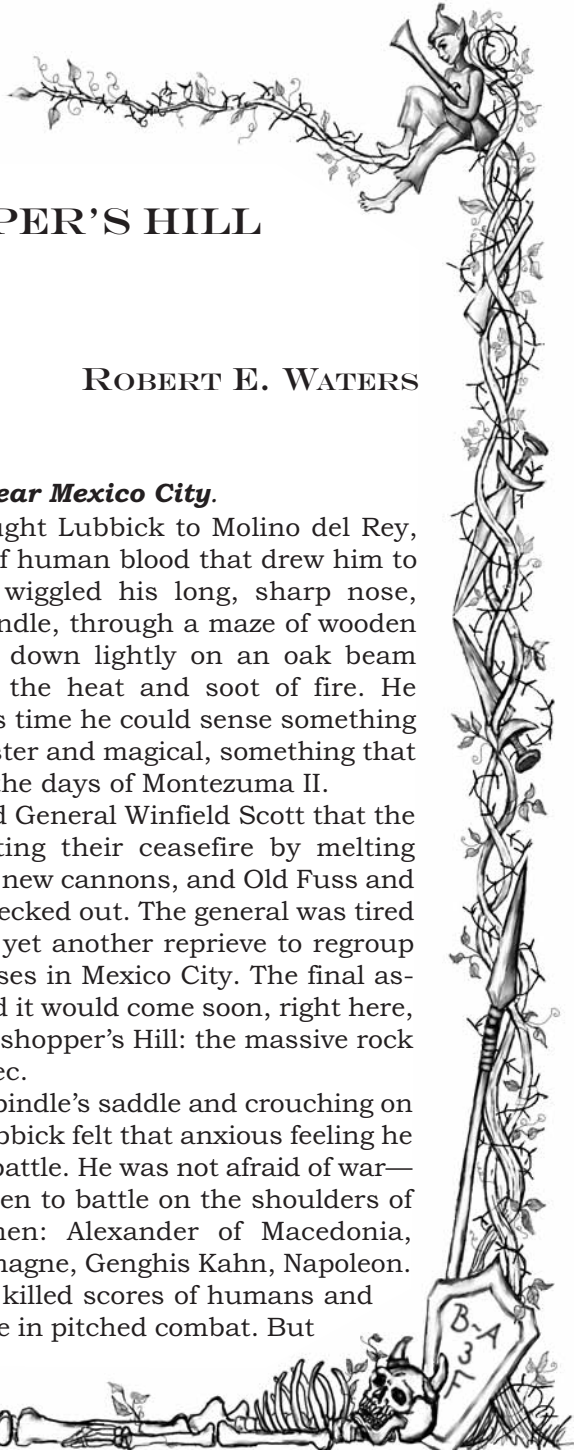 PER'S HILL
ROBERT E. WATERS
ear Mexico City.
ught Lubbick to Molino del Rey,
f human blood that drew him to
wiggled his long, sharp nose,
ndle, through a maze of wooden
down lightly on an oak beam
the heat and soot of fire. He
s time he could sense something
ster and magical, something that
the days of Montezuma II.
d General Winfield Scott that the
ting their ceasefire by melting
new cannons, and Old Fuss and
ecked out. The general was tired
yet another reprieve to regroup
ses in Mexico City. The final as-
d it would come soon, right here,
shopper's Hill: the massive rock
ec.
pindle's saddle and crouching on
bbick felt that anxious feeling he
battle. He was not afraid of war—
en to battle on the shoulders of
nen: Alexander of Macedonia,
magne, Genghis Kahn, Napoleon.
killed scores of humans and
e in pitched combat. But
B~A
3
Γ